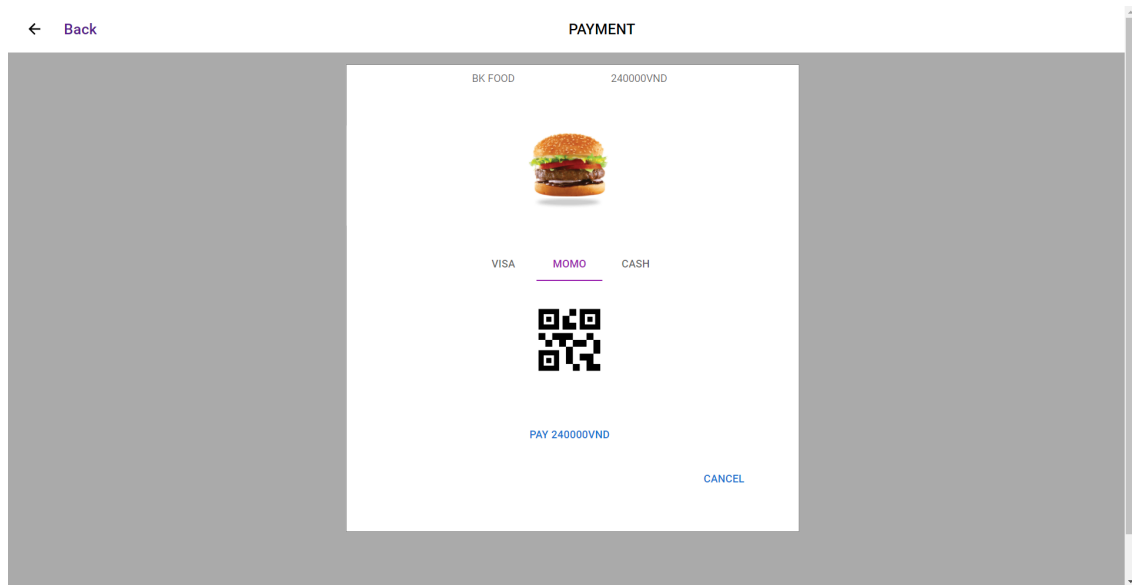 Back PAYMENT
BK FOOD 240000VND
VISA MOMO CASH
PAY 240000VND
CANCEL